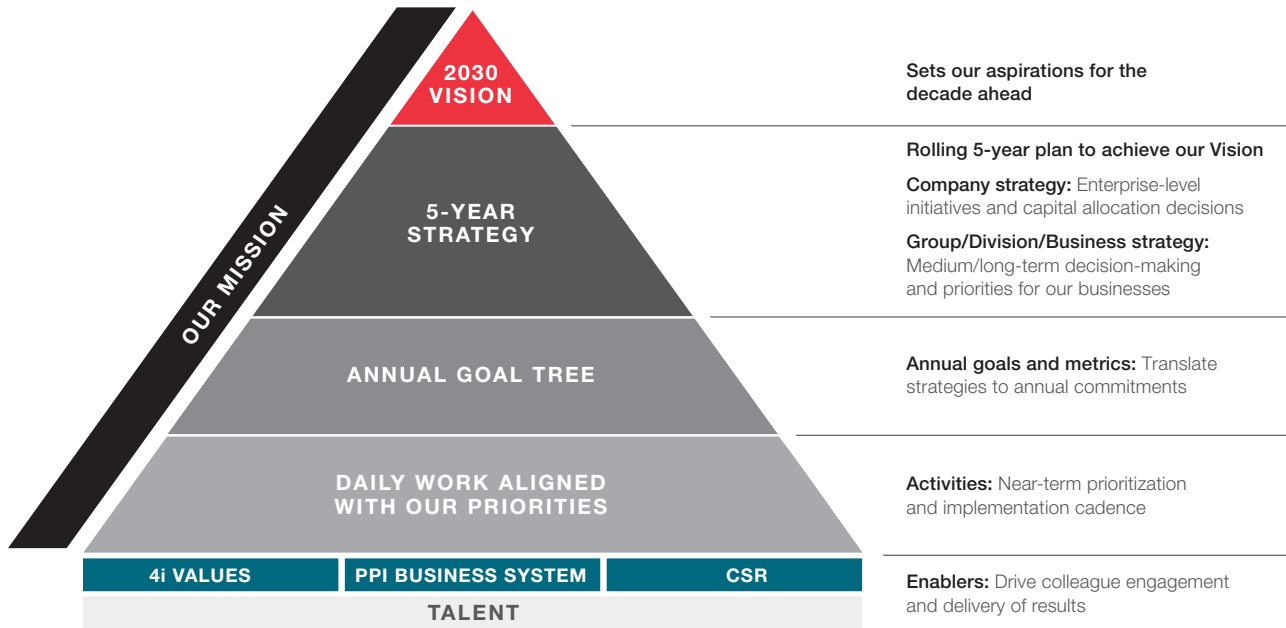 OUR MISSION
2030
VISION
Sets our aspirations for the
decade ahead
5-YEAR
STRATEGY
Rolling 5-year plan to achieve our Vision
Company strategy: Enterprise-level
initiatives and capital allocation decisions
Group/Division/Business strategy:
Medium/long-term decision-making
and priorities for our businesses
ANNUAL GOAL TREE
Annual goals and metrics: Translate
strategies to annual commitments
DAILY WORK ALIGNED
WITH OUR PRIORITIES
Activities: Near-term prioritization
and implementation cadence
4i VALUES
PPI BUSINESS SYSTEM
CSR
TALENT
Enablers: Drive colleague engagement
and delivery of results